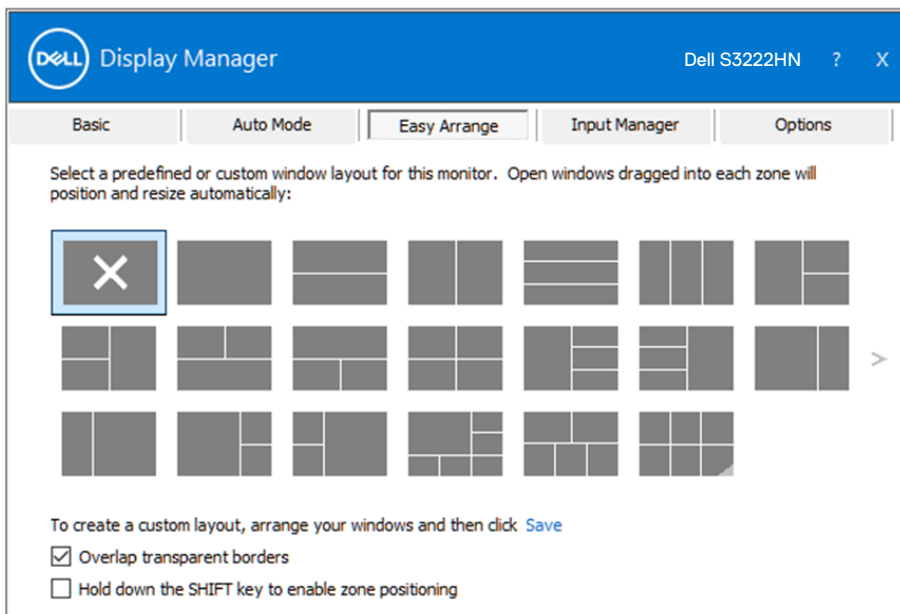 DELL Display Manager Dell S3222HN ? X
Basic Auto Mode Easy Arrange Input Manager Options
Select a predefined or custom window layout for this monitor. Open windows dragged into each zone will
position and resize automatically:
>
To create a custom layout, arrange your windows and then click Save
Overlap transparent borders
Hold down the SHIFT key to enable zone positioning